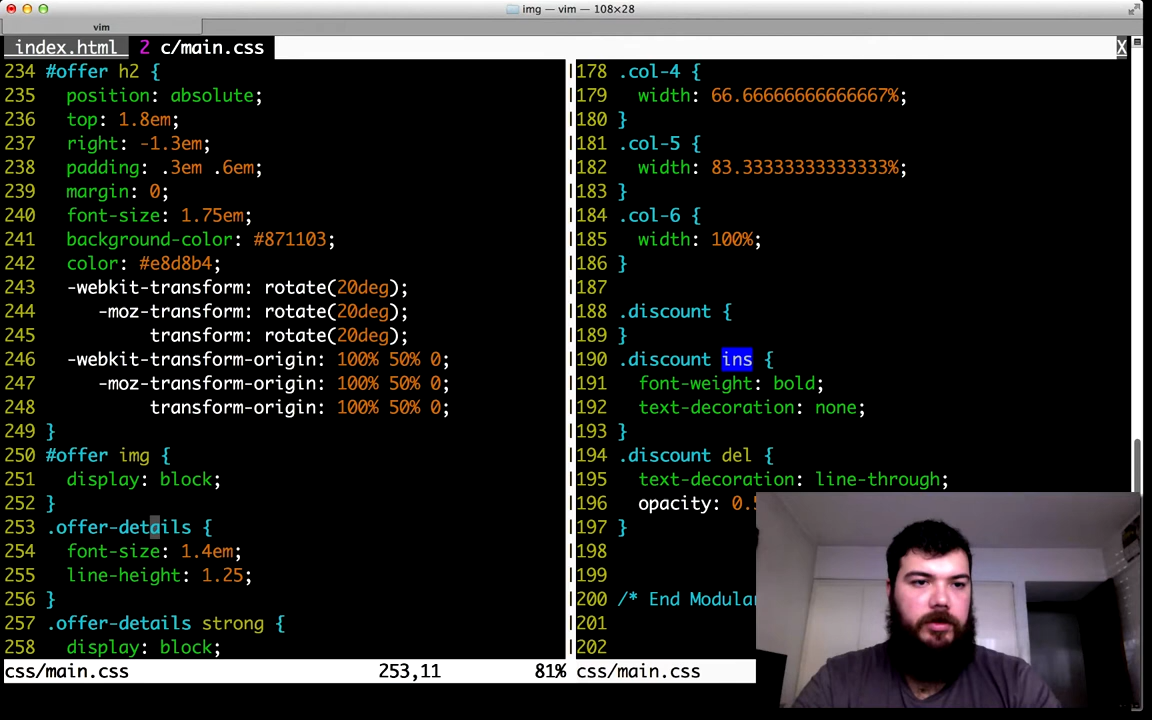 img — vim — 108×28
vim
index.html 2 c/main.css X
234 #offer h2 {
235 position: absolute;
236 top: 1.8em;
237 right: -1.3em;
238 padding: .3em .6em;
239 margin: 0;
240 font-size: 1.75em;
241 background-color: #871103;
242 color: #e8d8b4;
243 -webkit-transform: rotate(20deg);
244 -moz-transform: rotate(20deg);
245 transform: rotate(20deg);
246 -webkit-transform-origin: 100% 50% 0;
247 -moz-transform-origin: 100% 50% 0;
248 transform-origin: 100% 50% 0;
249 }
250 #offer img {
251 display: block;
252 }
253 .offer-details {
254 font-size: 1.4em;
255 line-height: 1.25;
256 }
257 .offer-details strong {
258 display: block;
css/main.css 253,11 81%
178 .col-4 {
179 width: 66.66666666666667%;
180 }
181 .col-5 {
182 width: 83.33333333333333%;
183 }
184 .col-6 {
185 width: 100%;
186 }
187
188 .discount {
189 }
190 .discount ins {
191 font-weight: bold;
192 text-decoration: none;
193 }
194 .discount del {
195 text-decoration: line-through;
196 opacity: 0.5
197 }
198
199
200 /* End Modular
201
202
css/main.css